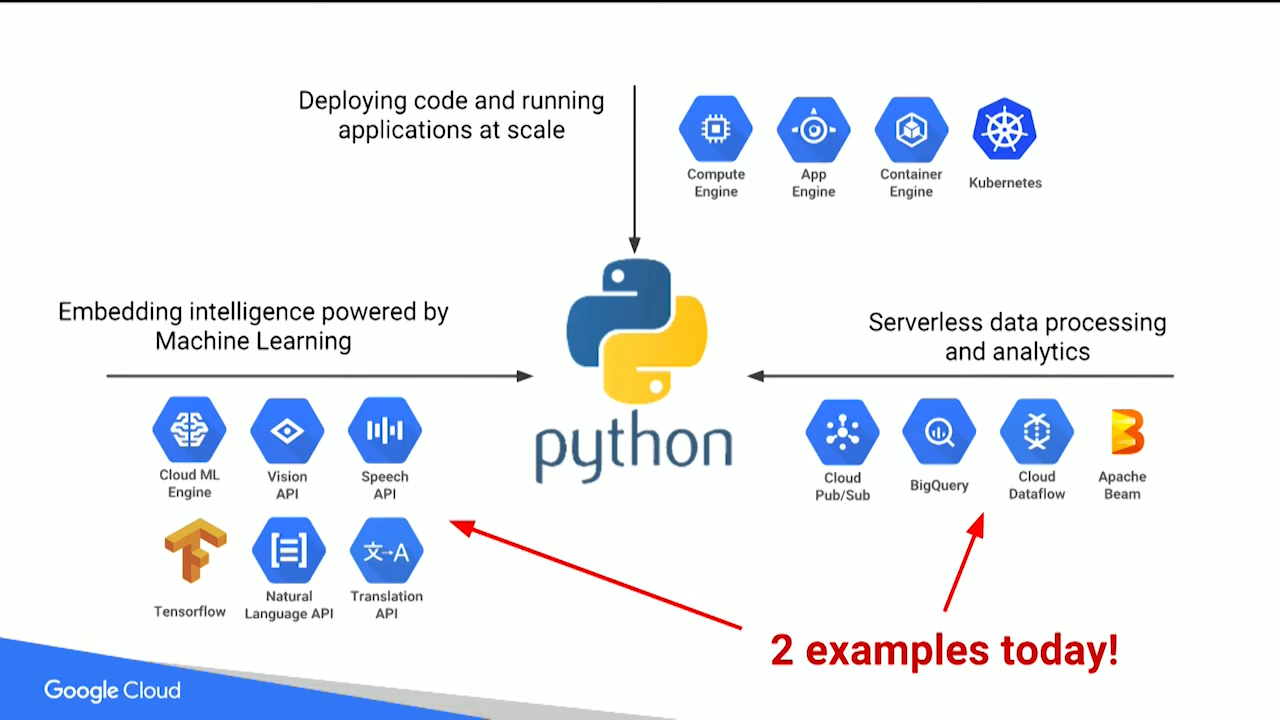 Deploying code and running
applications at scale
Compute
Engine
App
Engine
Container
Engine
Kubernetes
Embedding intelligence powered by
Machine Learning
Serverless data processing
and analytics
python
Cloud ML
Engine
Vision
API
Speech
API
Cloud
Pub/Sub
BigQuery
Cloud
Dataflow
Apache
Beam
Tensorflow
Natural
Language API
文→A
Translation
API
2 examples today!
Google Cloud